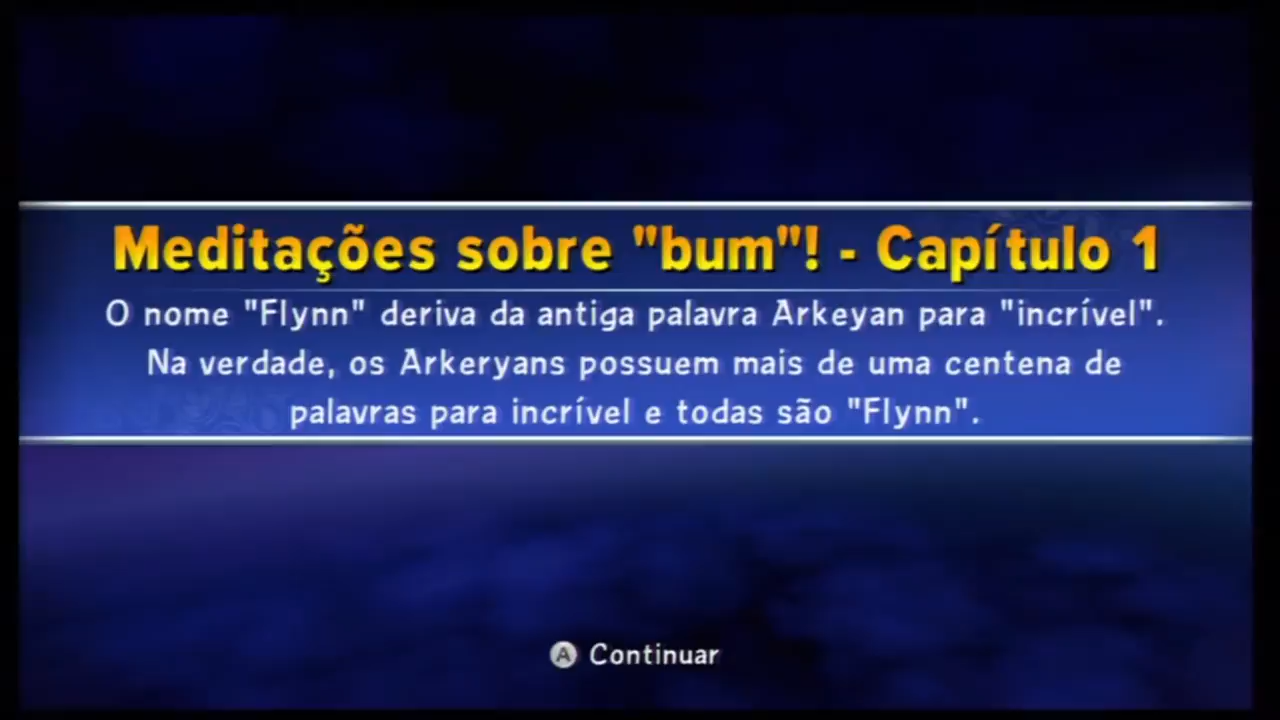 Meditações sobre "bum"! - Capítulo 1
O nome "Flynn" deriva da antiga palavra Arkeyan para "incrível".
Na verdade, os Arkeryans possuem mais de uma centena de
palavras para incrível e todas são "Flynn".
A Continuar